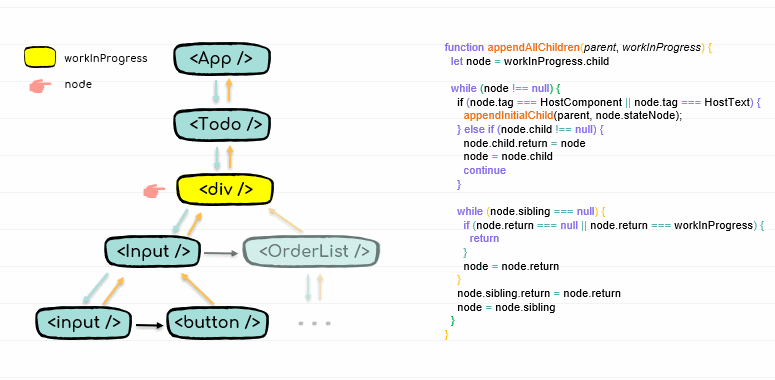 workInProgress
node
<App />
<Todo />
<div />
<Input />
<OrderList />
<input />
<button />
...
function appendAllChildren(parent, workInProgress) {
  let node = workInProgress.child

  while (node !== null) {
    if (node.tag === HostComponent || node.tag === HostText) {
      appendInitialChild(parent, node.stateNode);
    } else if (node.child !== null) {
      node.child.return = node
      node = node.child
      continue
    }

    while (node.sibling === null) {
      if (node.return === null || node.return === workInProgress) {
        return
      }
      node = node.return
    }
    node.sibling.return = node.return
    node = node.sibling
  }
}